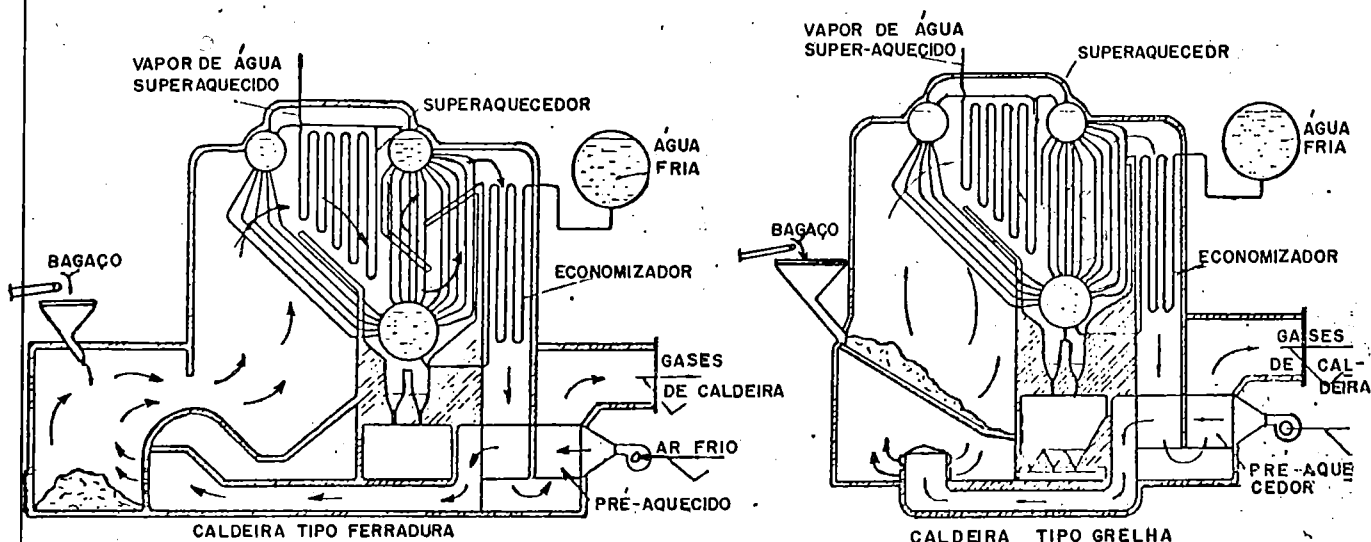 VAPOR DE ÁGUA
SUPERAQUECIDO
SUPERAQUECEDOR
ÁGUA
FRIA
BAGAÇO
ECONOMIZADOR
GASES
DE CALDEIRA
AR FRIO
PRÉ-AQUECIDO
CALDEIRA TIPO FERRADURA
VAPOR DE ÁGUA
SUPER-AQUECIDO
SUPERAQUECEDR
ÁGUA
FRIA
BAGAÇO
ECONOMIZADOR
GASES
DE CAL-
DEIRA
PRÉ-AQUE
CEDOR
CALDEIRA TIPO GRELHA